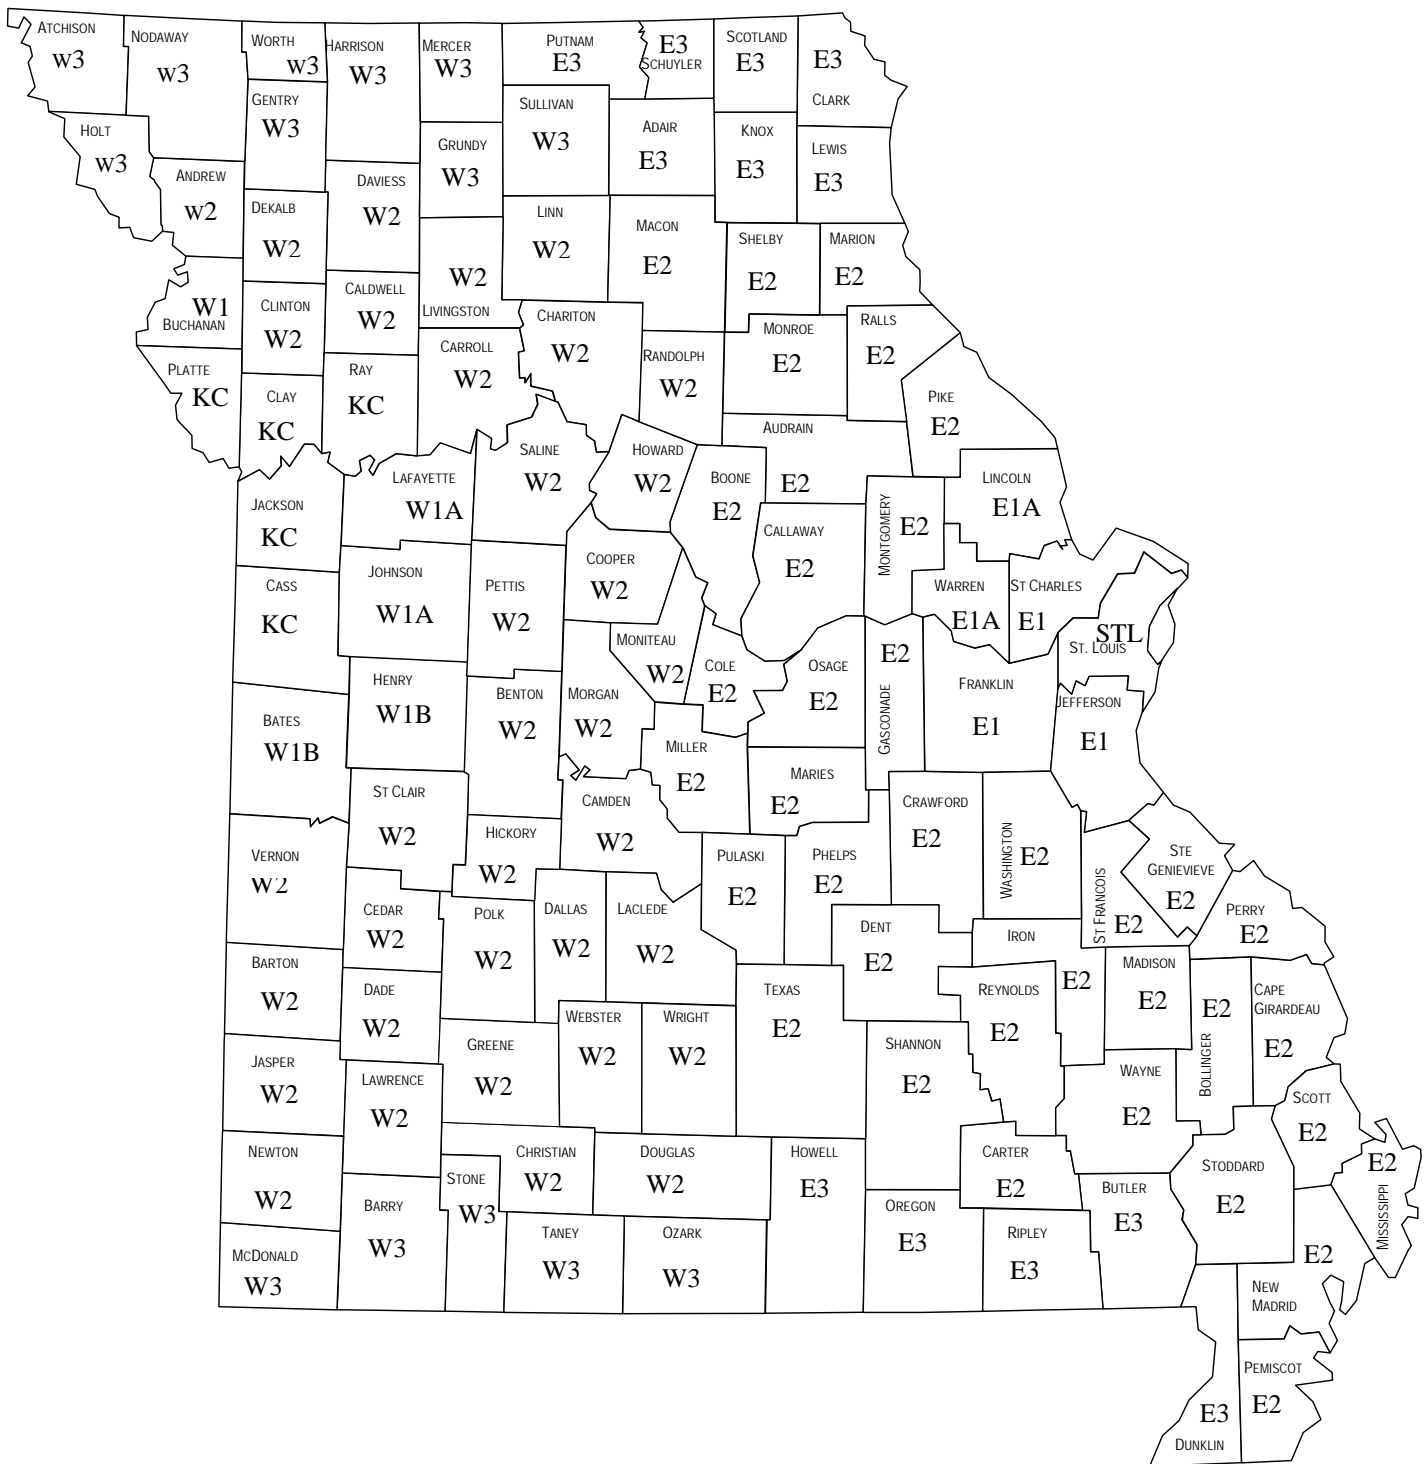 ATCHISON
w3
NODAWAY
w3
WORTH
w3
HARRISON
W3
MERCER
W3
PUTNAM
E3
E3
SCHUYLER
SCOTLAND
E3
E3
CLARK
HOLT
w3
GENTRY
W3
GRUNDY
W3
SULLIVAN
W3
ADAIR
E3
KNOX
E3
LEWIS
E3
ANDREW
w2
DEKALB
W2
DAVIESS
W2
W2
LIVINGSTON
LINN
W2
MACON
E2
SHELBY
E2
MARION
E2
W1
BUCHANAN
CLINTON
W2
CALDWELL
W2
CARROLL
W2
CHARITON
W2
RANDOLPH
W2
MONROE
E2
RALLS
E2
PLATTE
KC
CLAY
KC
RAY
KC
PIKE
E2
AUDRAIN
E2
JACKSON
KC
LAFAYETTE
W1A
SALINE
W2
HOWARD
W2
BOONE
E2
CALLAWAY
E2
MONTGOMERY
E2
LINCOLN
E1A
CASS
KC
JOHNSON
W1A
PETTIS
W2
COOPER
W2
MONITEAU
W2
COLE
E2
OSAGE
E2
E2
GASCONADE
WARREN
E1A
ST CHARLES
E1
STL
ST. LOUIS
BATES
W1B
HENRY
W1B
BENTON
W2
MORGAN
W2
MILLER
E2
MARIES
E2
FRANKLIN
E1
JEFFERSON
E1
ST CLAIR
W2
HICKORY
W2
CAMDEN
W2
PULASKI
E2
PHELPS
E2
CRAWFORD
E2
WASHINGTON
E2
ST FRANCOIS
E2
STE
GENIEVIEVE
E2
PERRY
E2
VERNON
W2
CEDAR
W2
POLK
W2
DALLAS
W2
LACLEDE
W2
DENT
E2
IRON
E2
MADISON
E2
E2
BOLLINGER
CAPE
GIRARDEAU
E2
BARTON
W2
DADE
W2
GREENE
W2
WEBSTER
W2
WRIGHT
W2
TEXAS
E2
SHANNON
E2
REYNOLDS
E2
WAYNE
E2
SCOTT
E2
JASPER
W2
LAWRENCE
W2
CHRISTIAN
W2
DOUGLAS
W2
HOWELL
E3
CARTER
E2
BUTLER
E3
STODDARD
E2
E2
MISSISSIPPI
NEWTON
W2
BARRY
W3
STONE
W3
TANEY
W3
OZARK
W3
OREGON
E3
RIPLEY
E3
E2
NEW
MADRID
MCDONALD
W3
E3
DUNKLIN
PEMISCOT
E2